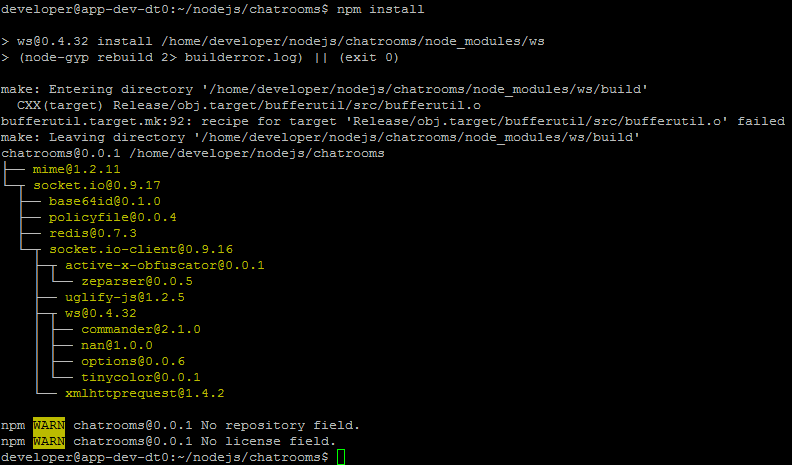 developer@app-dev-dt0:~/nodejs/chatrooms$ npm install
> ws@0.4.32 install /home/developer/nodejs/chatrooms/node_modules/ws
> (node-gyp rebuild 2> builderror.log) || (exit 0)
make: Entering directory '/home/developer/nodejs/chatrooms/node_modules/ws/build'
  CXX(target) Release/obj.target/bufferutil/src/bufferutil.o
bufferutil.target.mk:92: recipe for target 'Release/obj.target/bufferutil/src/bufferutil.o' failed
make: Leaving directory '/home/developer/nodejs/chatrooms/node_modules/ws/build'
chatrooms@0.0.1 /home/developer/nodejs/chatrooms
├── mime@1.2.11
└─┬ socket.io@0.9.17
  ├── base64id@0.1.0
  ├── policyfile@0.0.4
  ├── redis@0.7.3
  └─┬ socket.io-client@0.9.16
    ├─┬ active-x-obfuscator@0.0.1
    │ └── zeparser@0.0.5
    ├── uglify-js@1.2.5
    ├─┬ ws@0.4.32
    │ ├── commander@2.1.0
    │ ├── nan@1.0.0
    │ ├── options@0.0.6
    │ └── tinycolor@0.0.1
    └── xmlhttprequest@1.4.2
npm WARN chatrooms@0.0.1 No repository field.
npm WARN chatrooms@0.0.1 No license field.
developer@app-dev-dt0:~/nodejs/chatrooms$